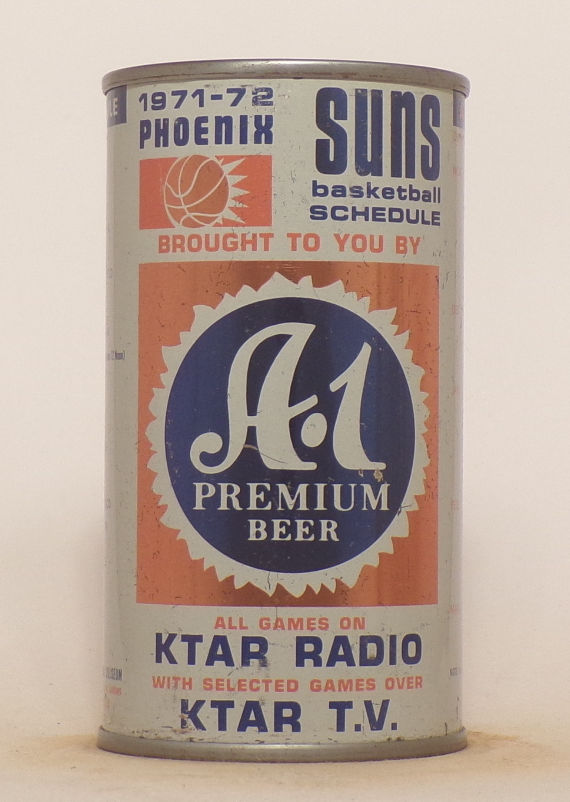 1971-72
PHOENIX
SUNS
basketball
SCHEDULE
BROUGHT TO YOU BY
A·1
PREMIUM
BEER
ALL GAMES ON
KTAR RADIO
WITH SELECTED GAMES OVER
KTAR T.V.